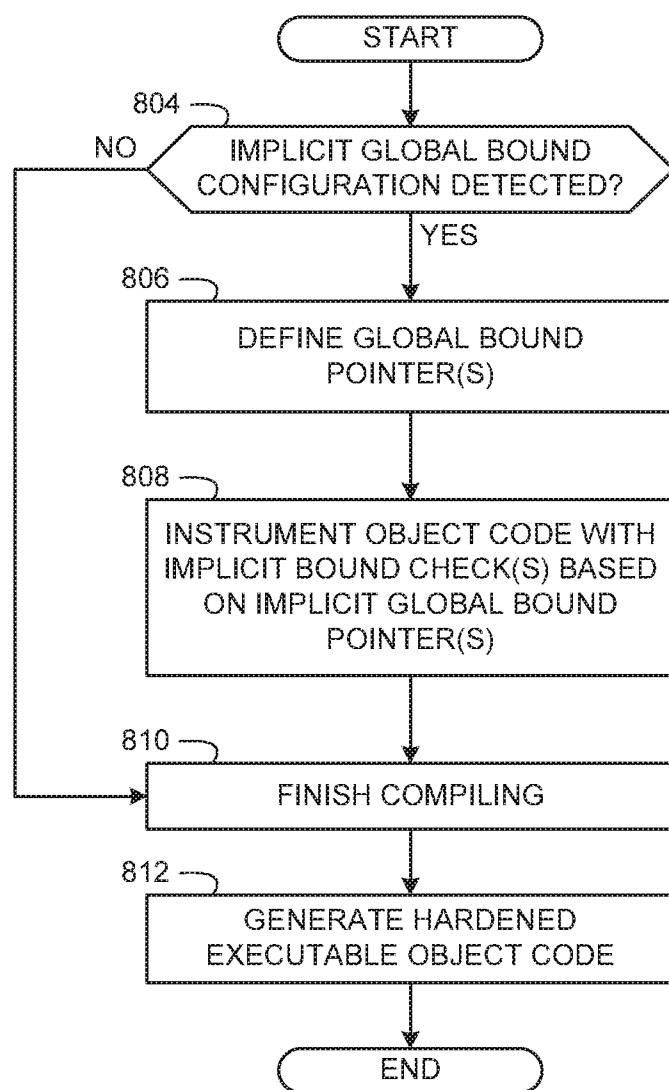 START
804
NO
IMPLICIT GLOBAL BOUND
CONFIGURATION DETECTED?
YES
806
DEFINE GLOBAL BOUND
POINTER(S)
808
INSTRUMENT OBJECT CODE WITH
IMPLICIT BOUND CHECK(S) BASED
ON IMPLICIT GLOBAL BOUND
POINTER(S)
810
FINISH COMPILING
812
GENERATE HARDENED
EXECUTABLE OBJECT CODE
END